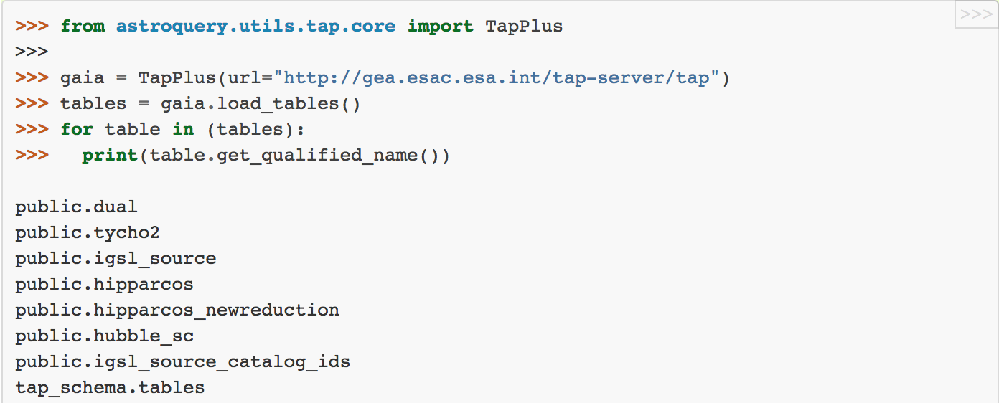 >>> from astroquery.utils.tap.core import TapPlus
>>>
>>>
>>> gaia = TapPlus(url="http://gea.esac.esa.int/tap-server/tap")
>>> tables = gaia.load_tables()
>>> for table in (tables):
>>>   print(table.get_qualified_name())
public.dual
public.tycho2
public.igsl_source
public.hipparcos
public.hipparcos_newreduction
public.hubble_sc
public.igsl_source_catalog_ids
tap_schema.tables